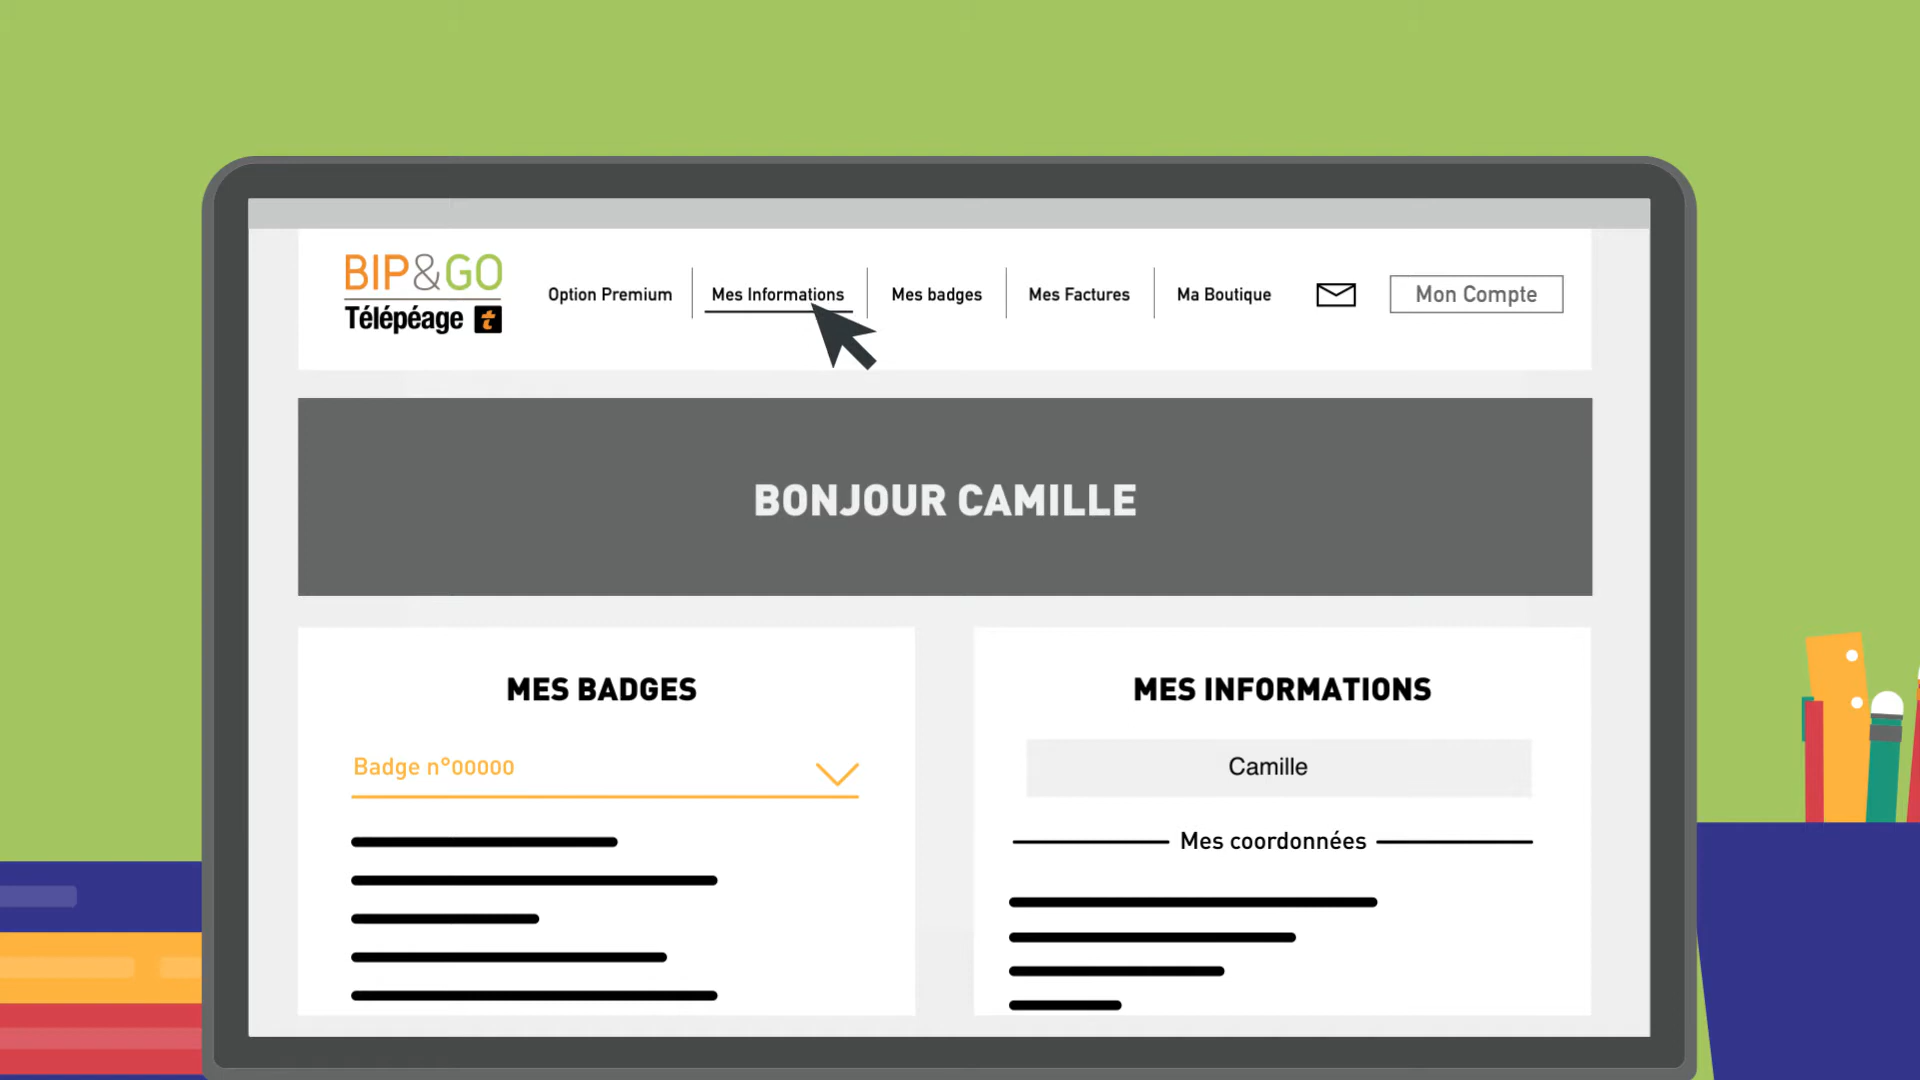 BIP&GO
Télépéage t
Option Premium
Mes Informations
Mes badges
Mes Factures
Ma Boutique
Mon Compte
BONJOUR CAMILLE
MES BADGES
Badge n°00000
MES INFORMATIONS
Camille
Mes coordonnées